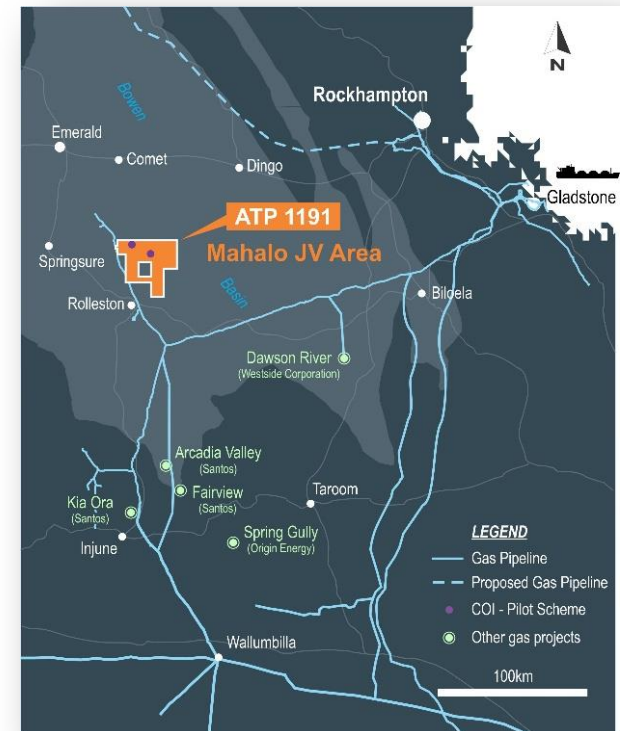 N
Bowen
Rockhampton
Emerald
Comet
Dingo
Gladstone
ATP 1191
Mahalo JV Area
Springsure
Basin
Rolleston
Biloela
Dawson River
(Westside Corporation)
Arcadia Valley
(Santos)
Fairview
(Santos)
Taroom
Kia Ora
(Santos)
Injune
Spring Gully
(Origin Energy)
LEGEND
Gas Pipeline
Proposed Gas Pipeline
COI - Pilot Scheme
Other gas projects
Wallumbilla
100km